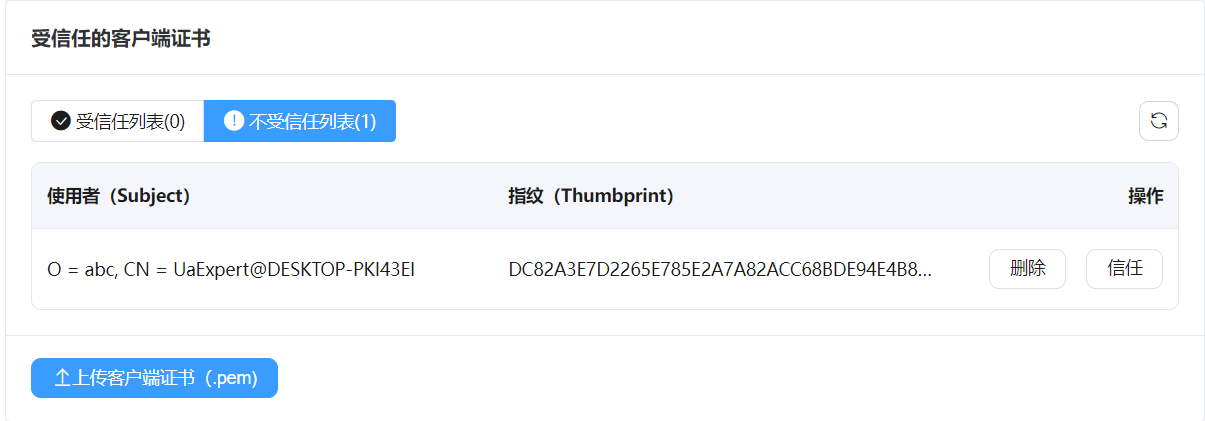 受信任的客户端证书
受信任列表(0) 不受信任列表(1)
使用者（Subject） 指纹（Thumbprint） 操作
O = abc, CN = UaExpert@DESKTOP-PKI43EI DC82A3E7D2265E785E2A7A82ACC68BDE94E4B8... 删除 信任
上传客户端证书（.pem）